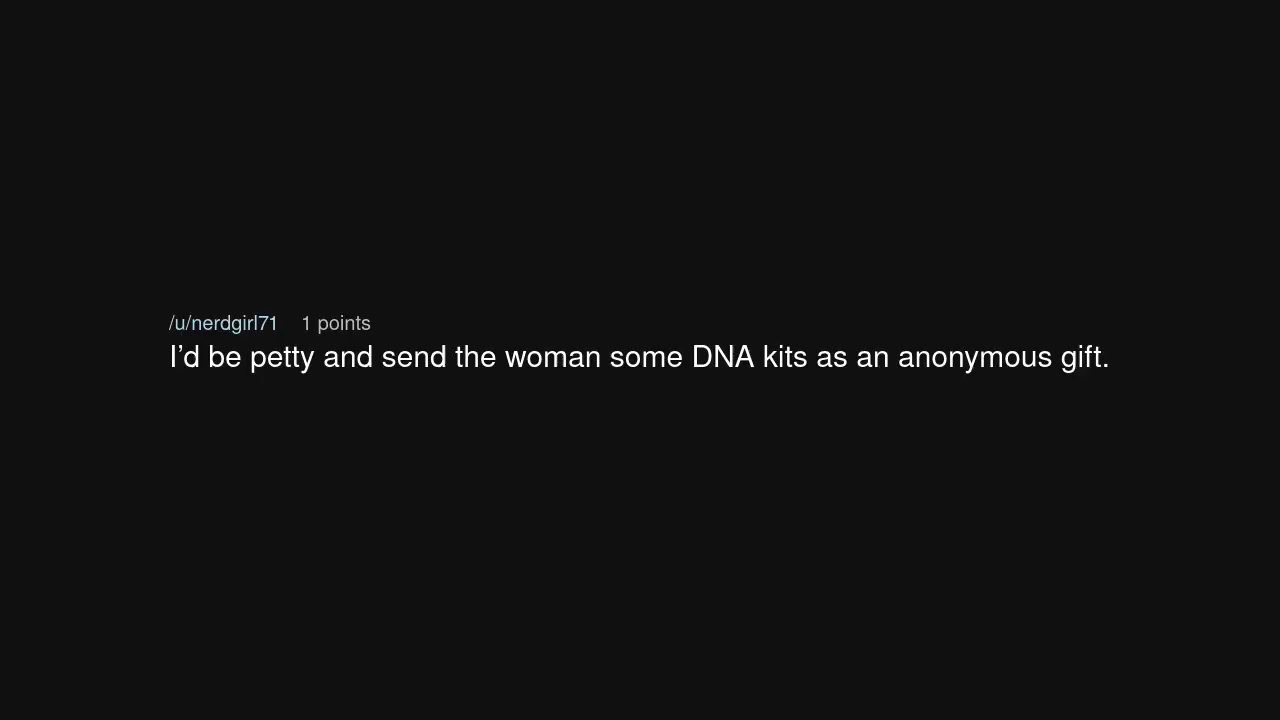 /u/nerdgirl71 1 points
I’d be petty and send the woman some DNA kits as an anonymous gift.